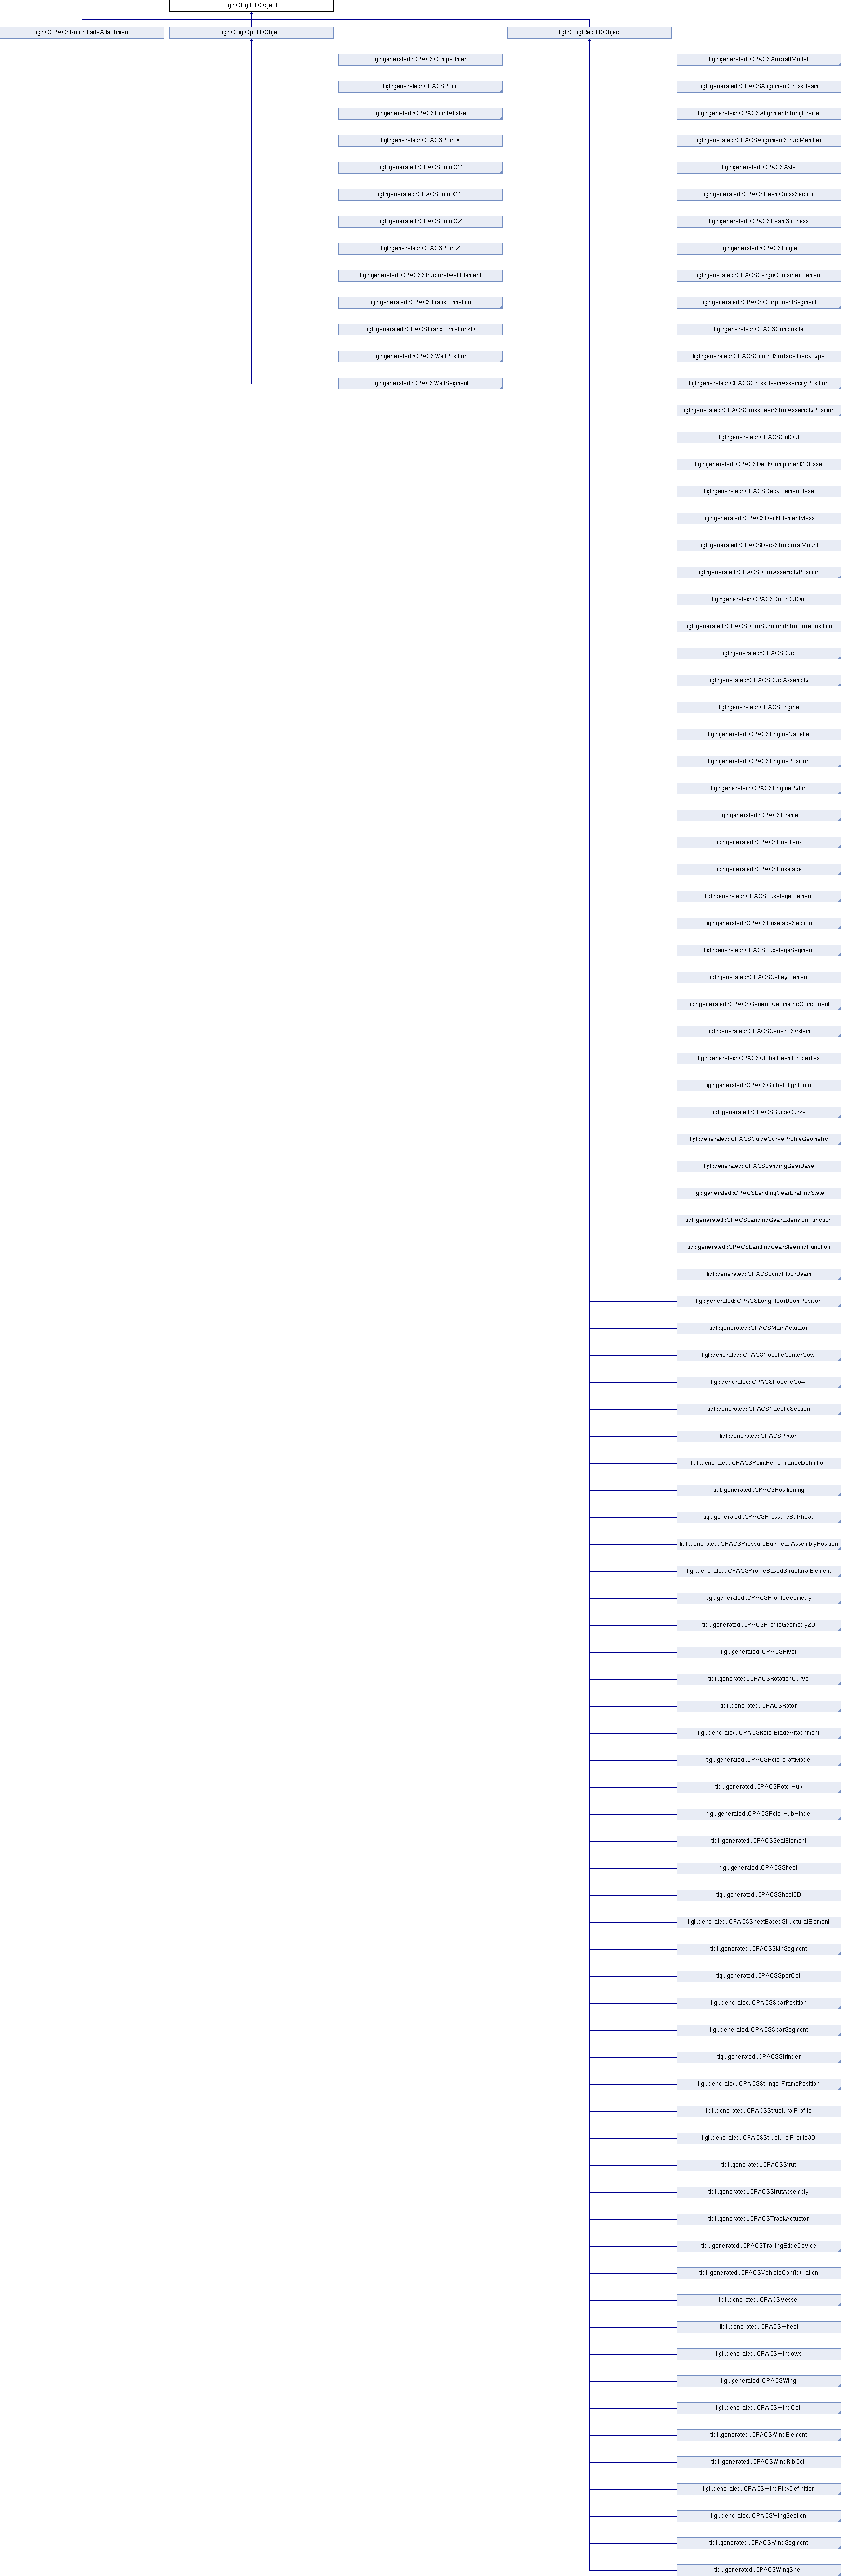 tigl::CTiglUIDObject
tigl::CCPACSRotorBladeAttachment
tigl::CTiglOptUIDObject
tigl::CTiglReqUIDObject
tigl::generated::CPACSCompartment
tigl::generated::CPACSPoint
tigl::generated::CPACSPointAbsRel
tigl::generated::CPACSPointX
tigl::generated::CPACSPointXY
tigl::generated::CPACSPointXYZ
tigl::generated::CPACSPointXZ
tigl::generated::CPACSPointZ
tigl::generated::CPACSStructuralWallElement
tigl::generated::CPACSTransformation
tigl::generated::CPACSTransformation2D
tigl::generated::CPACSWallPosition
tigl::generated::CPACSWallSegment
tigl::generated::CPACSAircraftModel
tigl::generated::CPACSAlignmentCrossBeam
tigl::generated::CPACSAlignmentStringFrame
tigl::generated::CPACSAlignmentStructMember
tigl::generated::CPACSAxle
tigl::generated::CPACSBeamCrossSection
tigl::generated::CPACSBeamStiffness
tigl::generated::CPACSBogie
tigl::generated::CPACSCargoContainerElement
tigl::generated::CPACSComponentSegment
tigl::generated::CPACSComposite
tigl::generated::CPACSControlSurfaceTrackType
tigl::generated::CPACSCrossBeamAssemblyPosition
tigl::generated::CPACSCrossBeamStrutAssemblyPosition
tigl::generated::CPACSCutOut
tigl::generated::CPACSDeckComponent2DBase
tigl::generated::CPACSDeckElementBase
tigl::generated::CPACSDeckElementMass
tigl::generated::CPACSDeckStructuralMount
tigl::generated::CPACSDoorAssemblyPosition
tigl::generated::CPACSDoorCutOut
tigl::generated::CPACSDoorSurroundStructurePosition
tigl::generated::CPACSDuct
tigl::generated::CPACSDuctAssembly
tigl::generated::CPACSEngine
tigl::generated::CPACSEngineNacelle
tigl::generated::CPACSEnginePosition
tigl::generated::CPACSEnginePylon
tigl::generated::CPACSFrame
tigl::generated::CPACSFuelTank
tigl::generated::CPACSFuselage
tigl::generated::CPACSFuselageElement
tigl::generated::CPACSFuselageSection
tigl::generated::CPACSFuselageSegment
tigl::generated::CPACSGalleyElement
tigl::generated::CPACSGenericGeometricComponent
tigl::generated::CPACSGenericSystem
tigl::generated::CPACSGlobalBeamProperties
tigl::generated::CPACSGlobalFlightPoint
tigl::generated::CPACSGuideCurve
tigl::generated::CPACSGuideCurveProfileGeometry
tigl::generated::CPACSLandingGearBase
tigl::generated::CPACSLandingGearBrakingState
tigl::generated::CPACSLandingGearExtensionFunction
tigl::generated::CPACSLandingGearSteeringFunction
tigl::generated::CPACSLongFloorBeam
tigl::generated::CPACSLongFloorBeamPosition
tigl::generated::CPACSMainActuator
tigl::generated::CPACSNacelleCenterCowl
tigl::generated::CPACSNacelleCowl
tigl::generated::CPACSNacelleSection
tigl::generated::CPACSPiston
tigl::generated::CPACSPointPerformanceDefinition
tigl::generated::CPACSPositioning
tigl::generated::CPACSPressureBulkhead
tigl::generated::CPACSPressureBulkheadAssemblyPosition
tigl::generated::CPACSProfileBasedStructuralElement
tigl::generated::CPACSProfileGeometry
tigl::generated::CPACSProfileGeometry2D
tigl::generated::CPACSRivet
tigl::generated::CPACSRotationCurve
tigl::generated::CPACSRotor
tigl::generated::CPACSRotorBladeAttachment
tigl::generated::CPACSRotorcraftModel
tigl::generated::CPACSRotorHub
tigl::generated::CPACSRotorHubHinge
tigl::generated::CPACSSeatElement
tigl::generated::CPACSSheet
tigl::generated::CPACSSheet3D
tigl::generated::CPACSSheetBasedStructuralElement
tigl::generated::CPACSSkinSegment
tigl::generated::CPACSSparCell
tigl::generated::CPACSSparPosition
tigl::generated::CPACSSparSegment
tigl::generated::CPACSStringer
tigl::generated::CPACSStringerFramePosition
tigl::generated::CPACSStructuralProfile
tigl::generated::CPACSStructuralProfile3D
tigl::generated::CPACSStrut
tigl::generated::CPACSStrutAssembly
tigl::generated::CPACSTrackActuator
tigl::generated::CPACSTrailingEdgeDevice
tigl::generated::CPACSVehicleConfiguration
tigl::generated::CPACSVessel
tigl::generated::CPACSWheel
tigl::generated::CPACSWindows
tigl::generated::CPACSWing
tigl::generated::CPACSWingCell
tigl::generated::CPACSWingElement
tigl::generated::CPACSWingRibCell
tigl::generated::CPACSWingRibsDefinition
tigl::generated::CPACSWingSection
tigl::generated::CPACSWingSegment
tigl::generated::CPACSWingShell